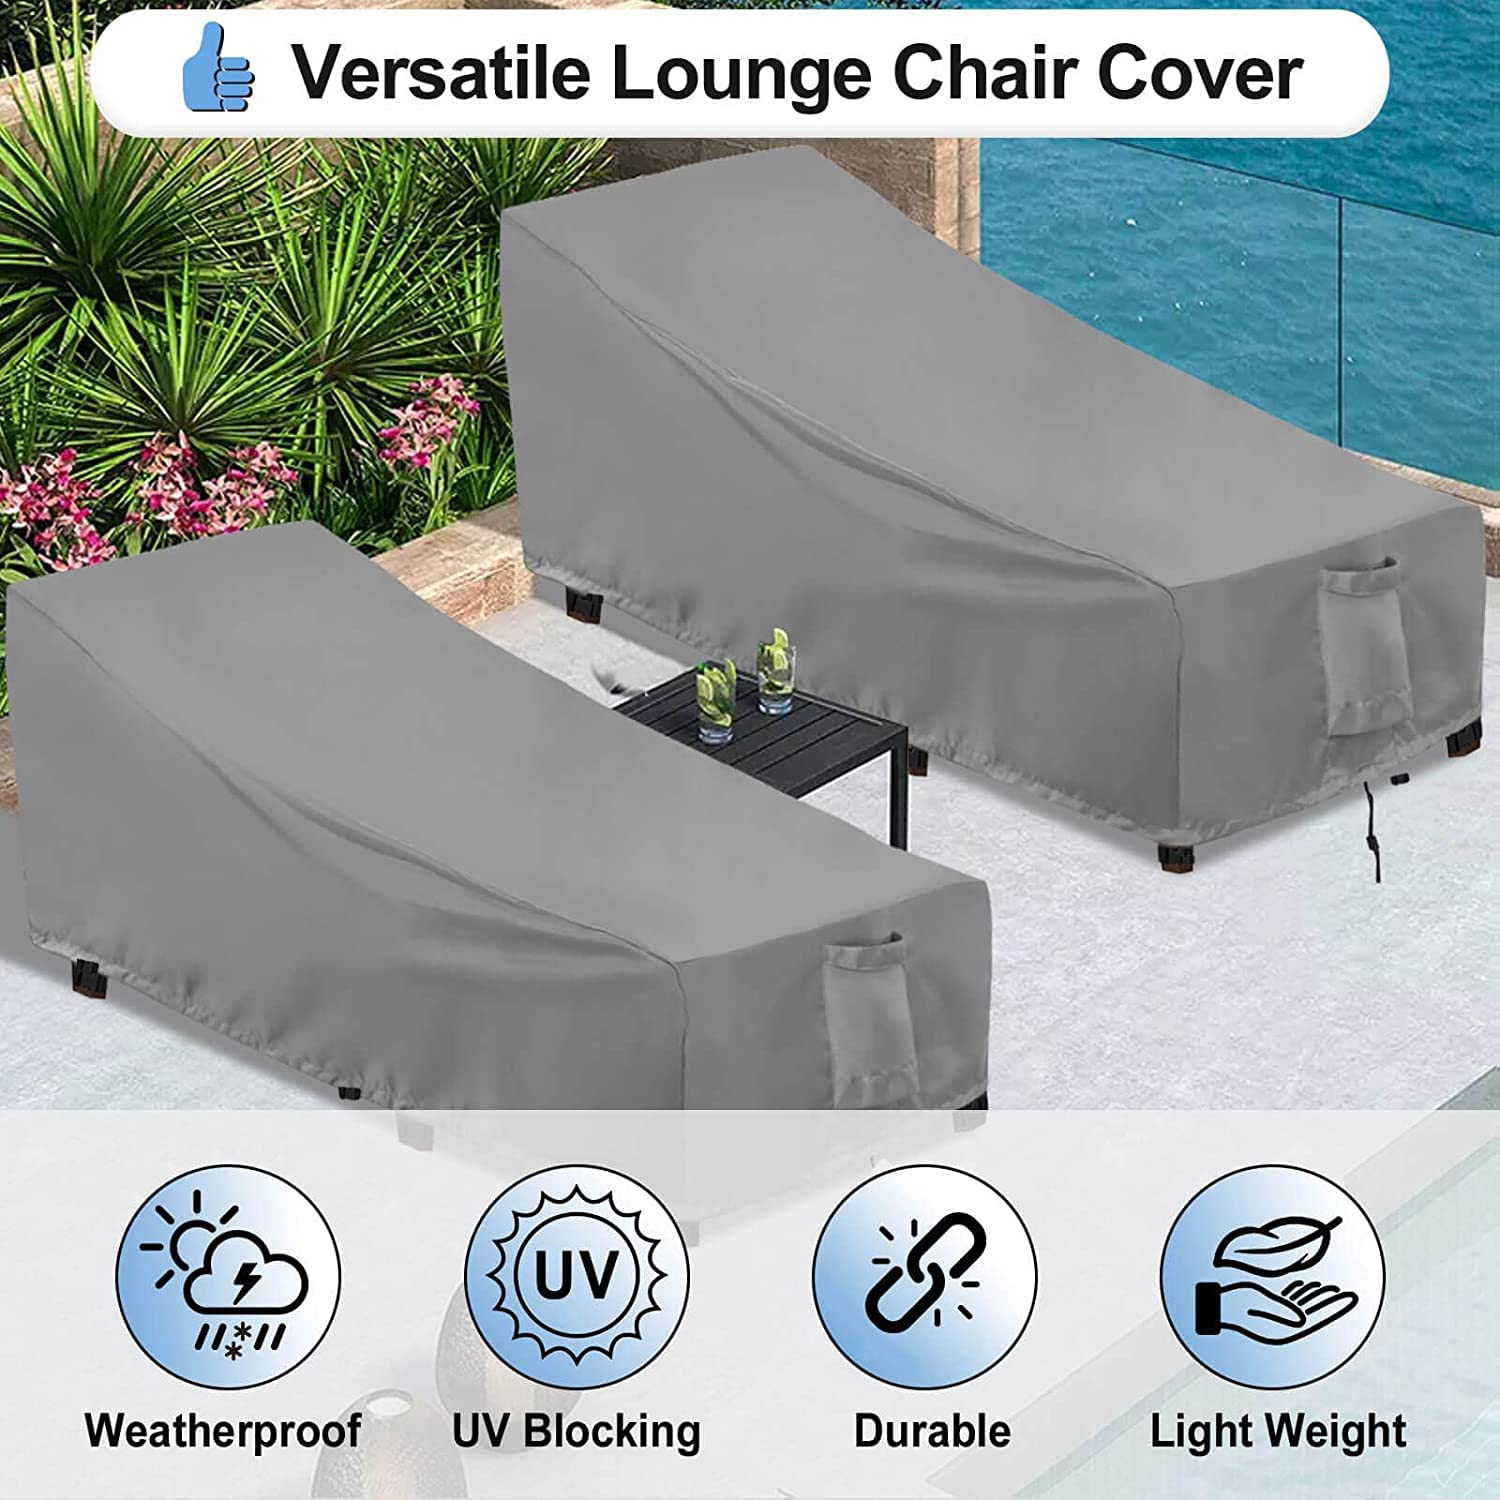 Versatile Lounge Chair Cover
UV
Weatherproof
UV Blocking
Durable
Light Weight